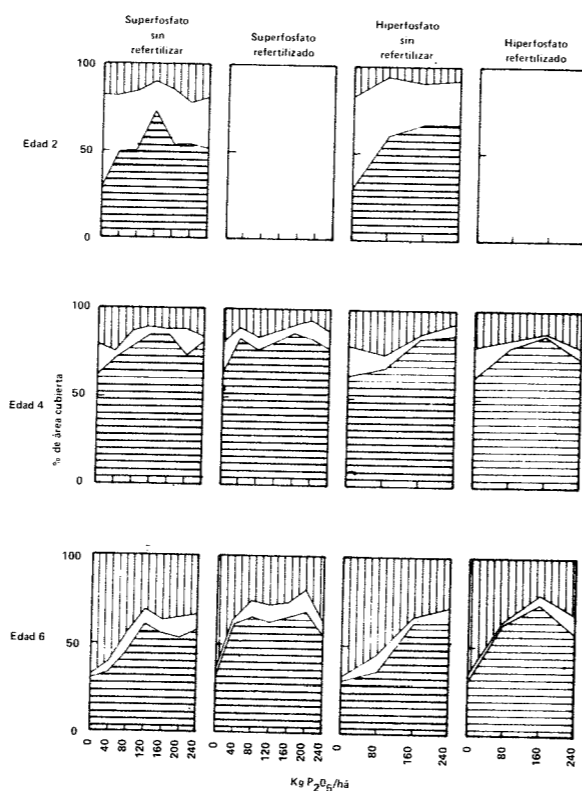 Superfosfato
sin
refertilizar
Superfosfato
refertilizado
Hiperfosfato
sin
refertilizar
Hiperfosfato
refertilizado
Edad 2
100
50
0
Edad 4
100
50
0
% de área cubierta
Edad 6
100
50
0
0 40 80 120 160 200 240
0 40 80 120 160 200 240
0 80 160 240
0 80 160 240
Kg P2O5/há